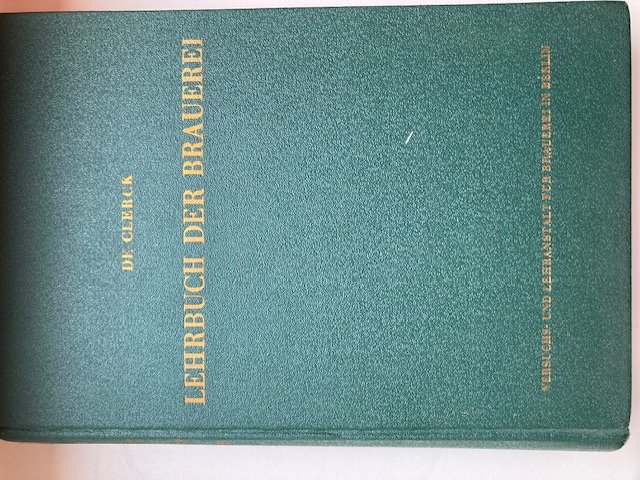 DE CLERCK
LEHRBUCH DER BRAUEREI
VERSUCHS- UND LEHRANSTALT FÜR BRAUEREI IN BERLIN